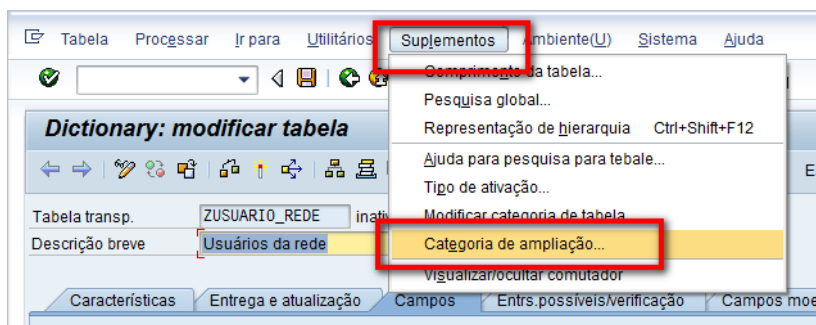 Tabela Processar Ir para Utilitários Suplementos Ambiente(U) Sistema Ajuda
Comprimento da tabela...
Pesquisa global...
Representação de hierarquia Ctrl+Shift+F12
Ajuda para pesquisa para tebale...
Tipo de ativação...
Modificar categoria de tabela
Categoria de ampliação...
Visualizar/ocultar comutador
Dictionary: modificar tabela
E
Tabela transp. ZUSUARIO_REDE inativ
Descrição breve Usuários da rede
Características Entrega e atualização Campos Entrs.possíveis/verificação Campos moe